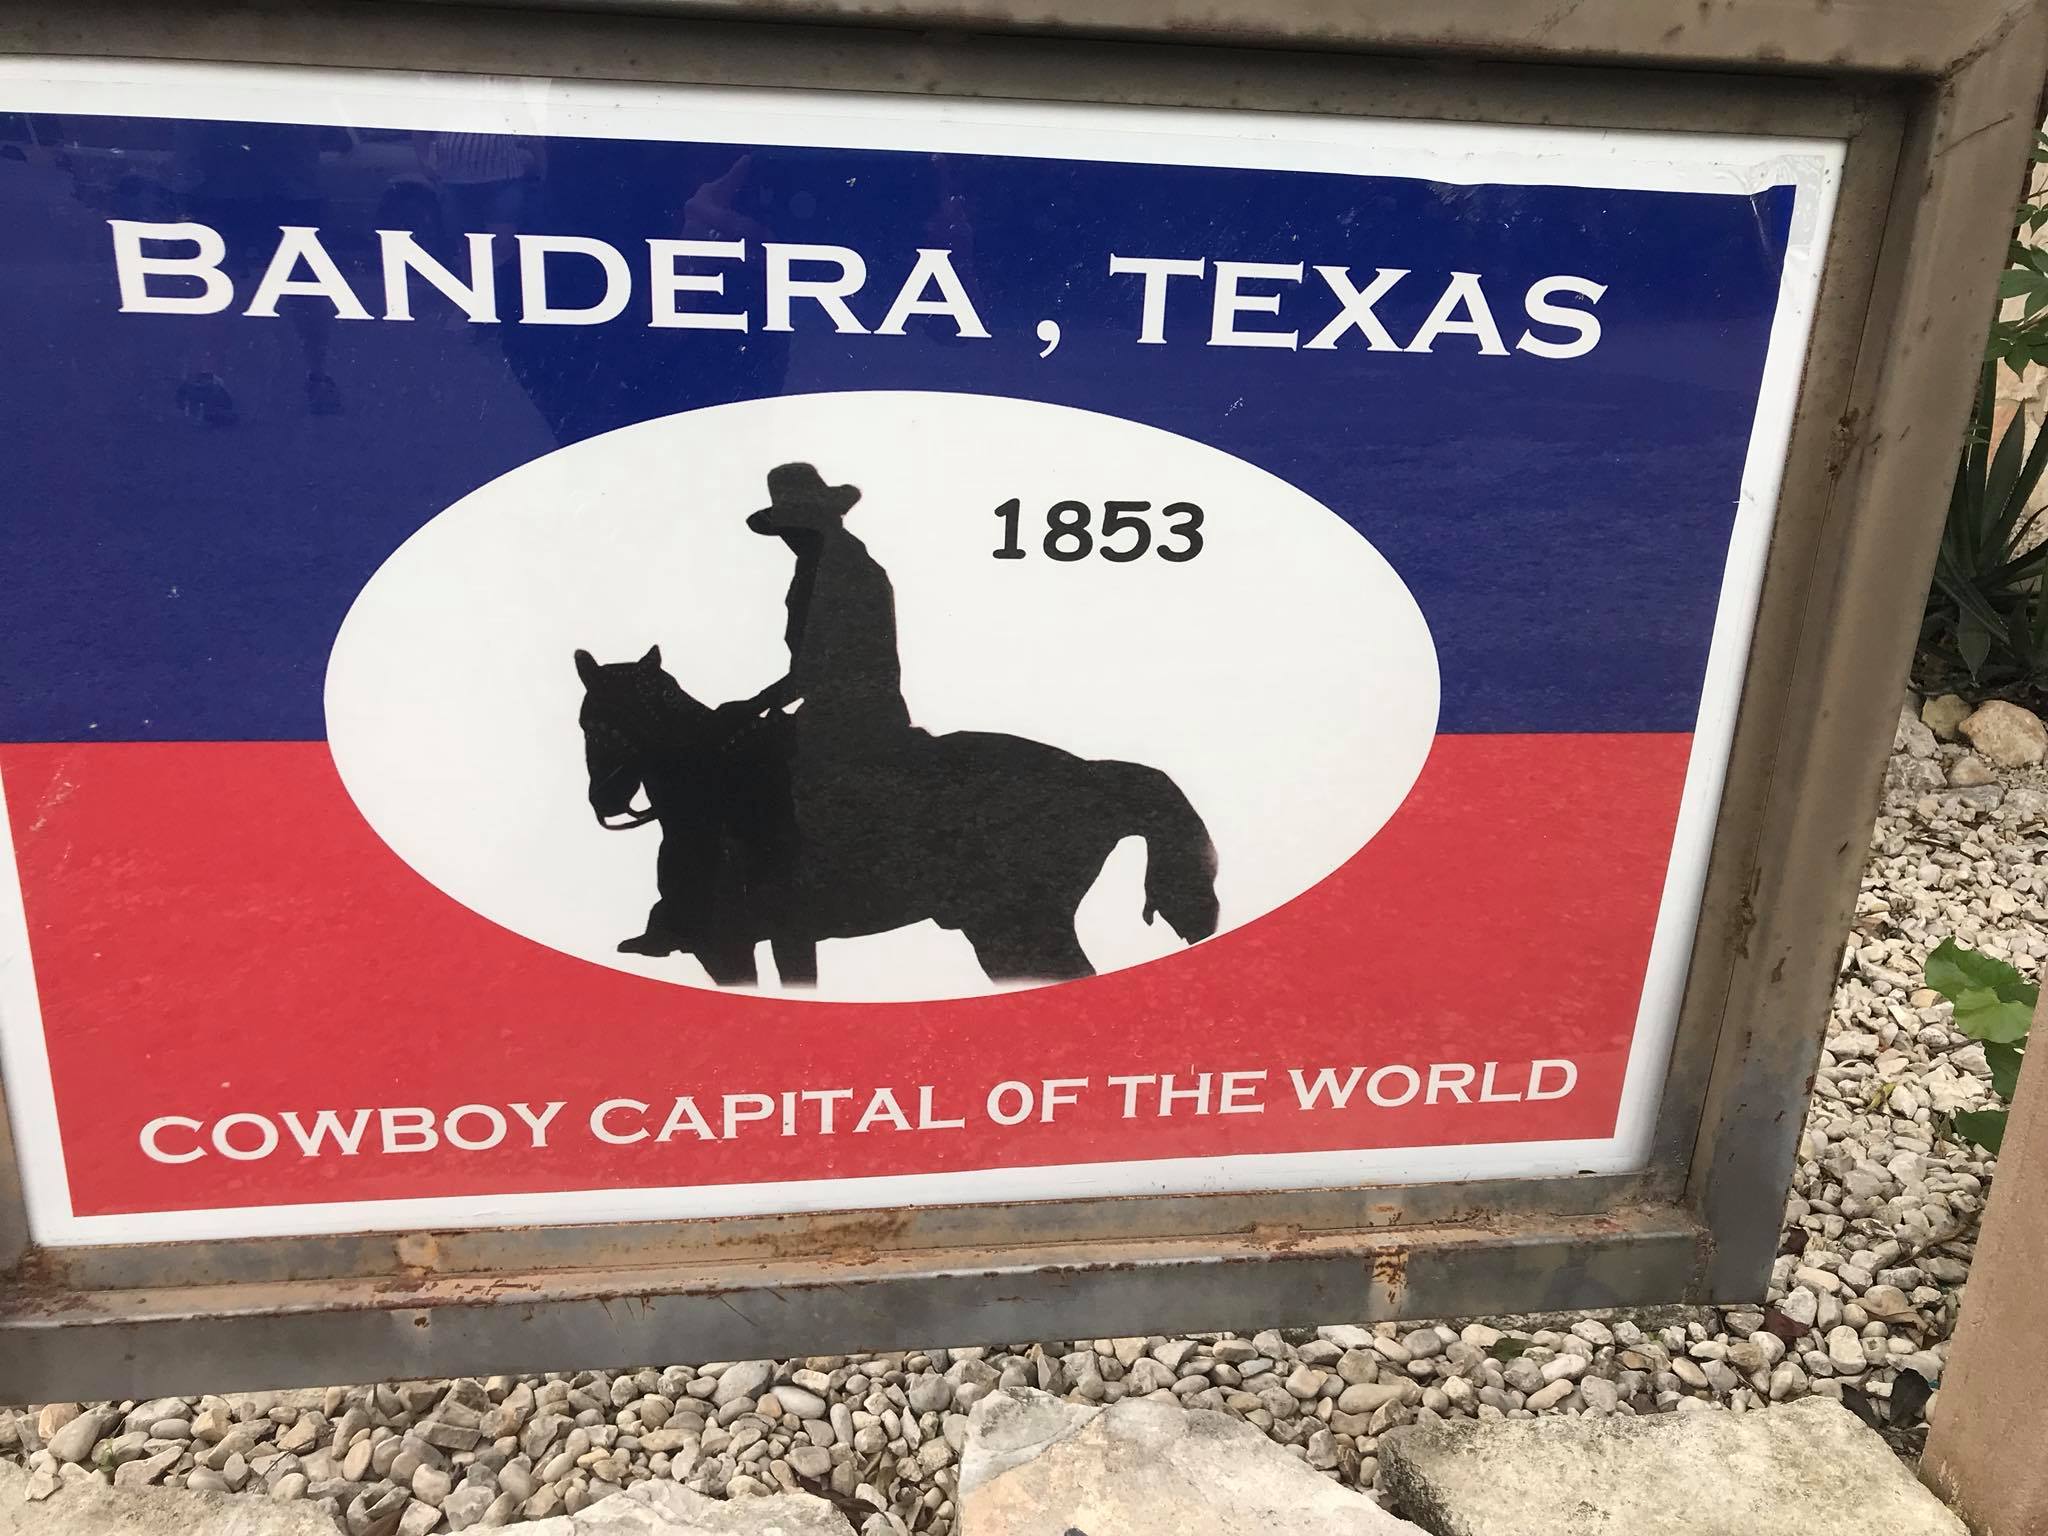 BANDERA , TEXAS
1853
COWBOY CAPITAL OF THE WORLD